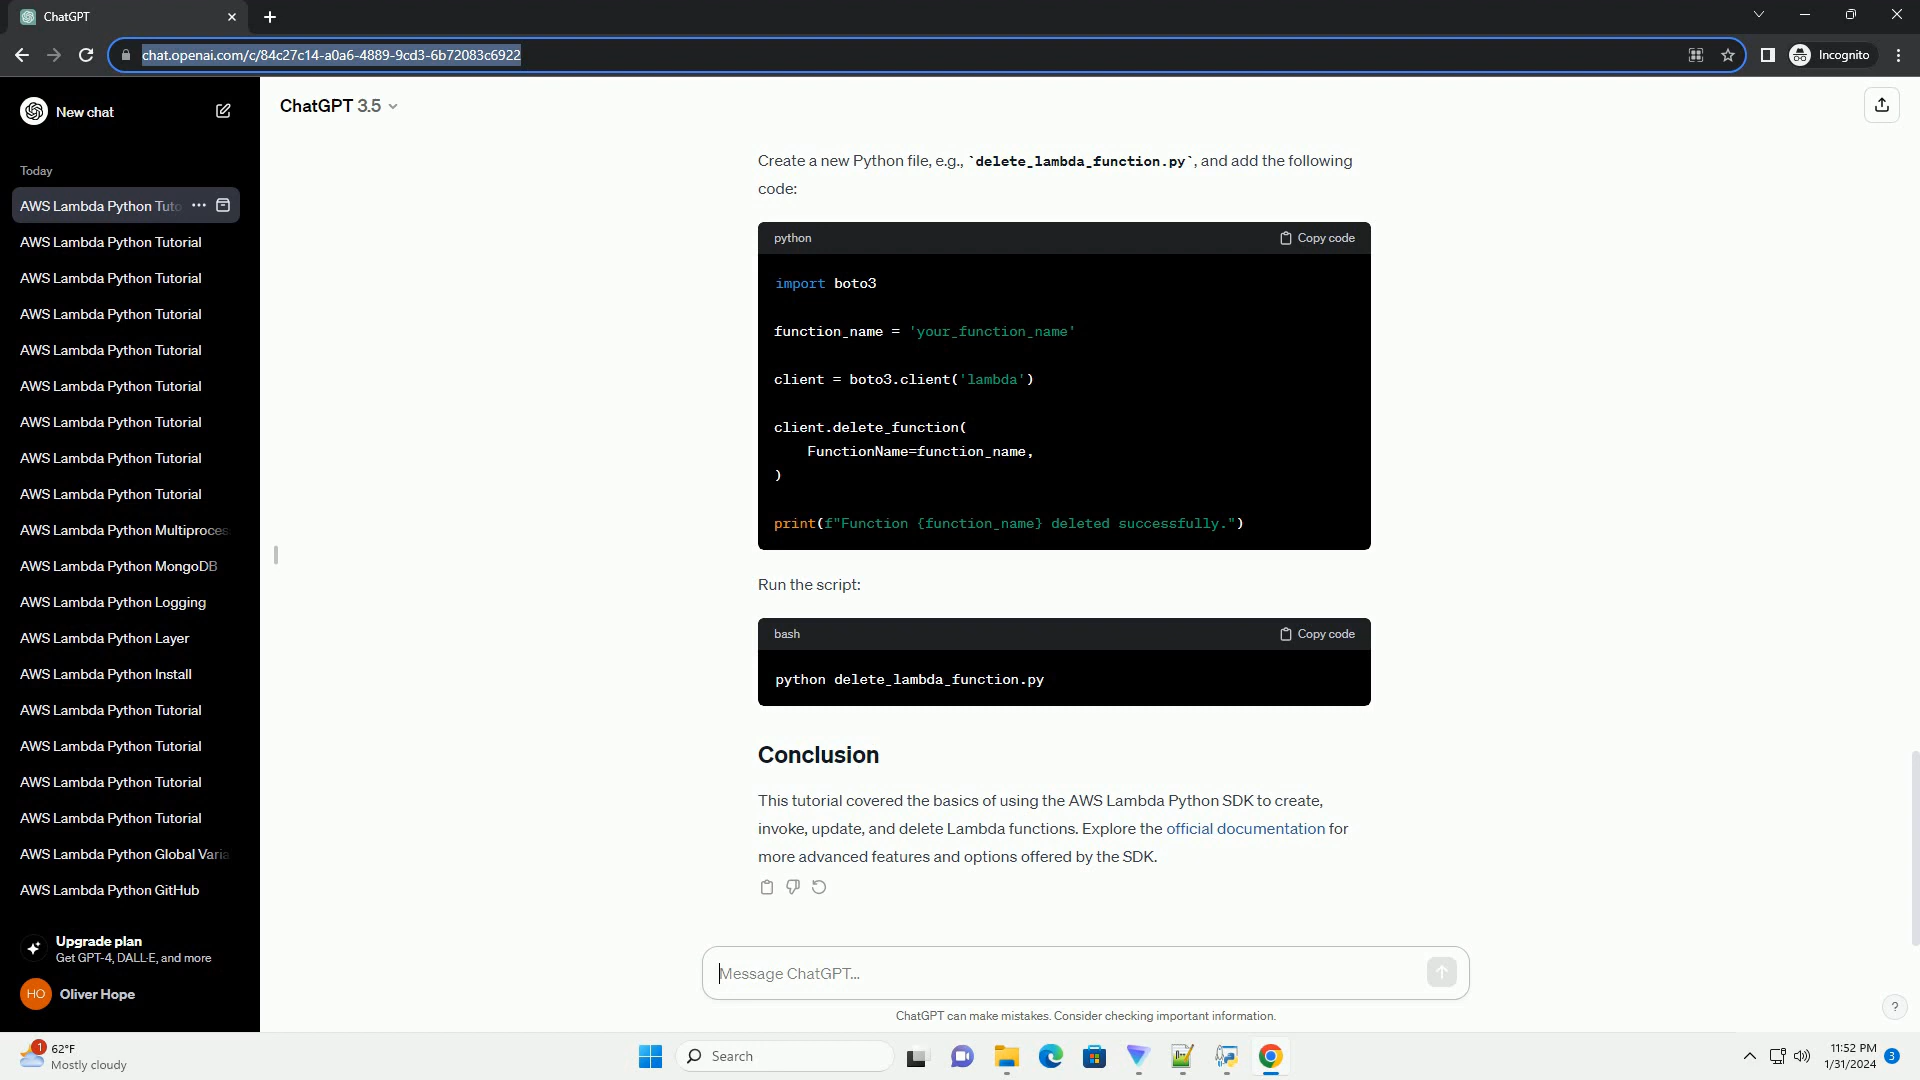 ChatGPT
chat.openai.com/c/84c27c14-a0a6-4889-9cd3-6b72083c6922
Incognito
New chat
ChatGPT 3.5
Today
AWS Lambda Python Tuto
AWS Lambda Python Tutorial
AWS Lambda Python Tutorial
AWS Lambda Python Tutorial
AWS Lambda Python Tutorial
AWS Lambda Python Tutorial
AWS Lambda Python Tutorial
AWS Lambda Python Tutorial
AWS Lambda Python Tutorial
AWS Lambda Python Multiproces
AWS Lambda Python MongoDB
AWS Lambda Python Logging
AWS Lambda Python Layer
AWS Lambda Python Install
AWS Lambda Python Tutorial
AWS Lambda Python Tutorial
AWS Lambda Python Tutorial
AWS Lambda Python Tutorial
AWS Lambda Python Global Varia
AWS Lambda Python GitHub
Upgrade plan
Get GPT-4, DALL·E, and more
HO Oliver Hope
Create a new Python file, e.g., `delete_lambda_function.py`, and add the following
code:
python Copy code
import boto3
function_name = 'your_function_name'
client = boto3.client('lambda')
client.delete_function(
    FunctionName=function_name,
)
print(f"Function {function_name} deleted successfully.")
Run the script:
bash Copy code
python delete_lambda_function.py
Conclusion
This tutorial covered the basics of using the AWS Lambda Python SDK to create,
invoke, update, and delete Lambda functions. Explore the official documentation for
more advanced features and options offered by the SDK.
Message ChatGPT...
ChatGPT can make mistakes. Consider checking important information.
?
1
62°F
Mostly cloudy
Search
11:52 PM
1/31/2024
3